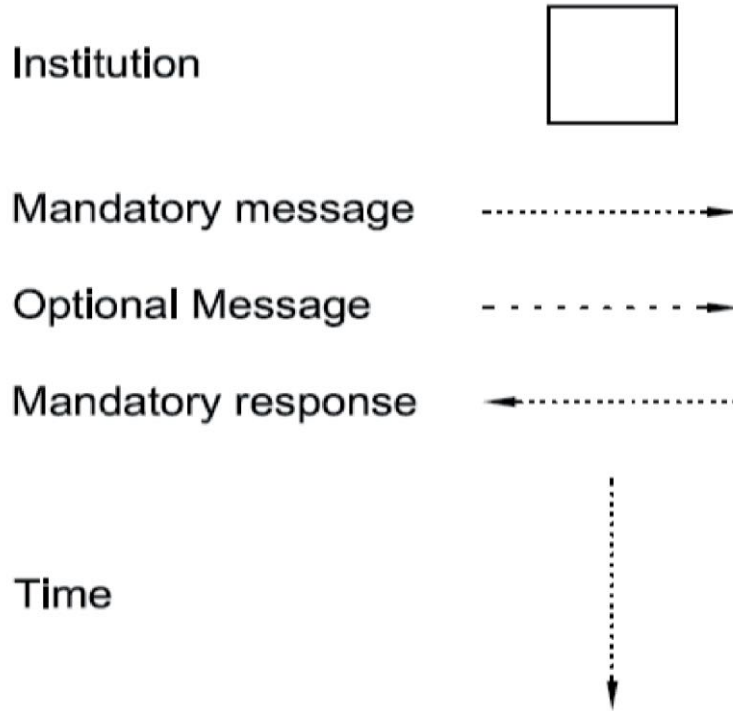 Institution
Mandatory message
Optional Message
Mandatory response
Time